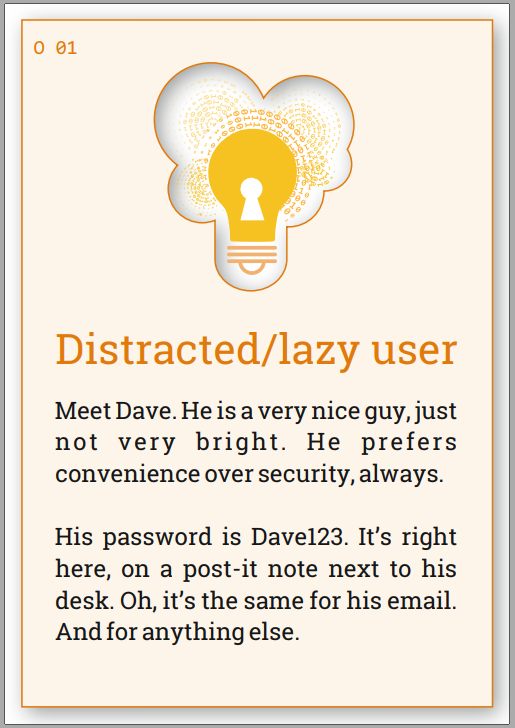 O 01
Distracted/lazy user
Meet Dave. He is a very nice guy, just
not very bright. He prefers
convenience over security, always.
His password is Dave123. It’s right
here, on a post-it note next to his
desk. Oh, it’s the same for his email.
And for anything else.